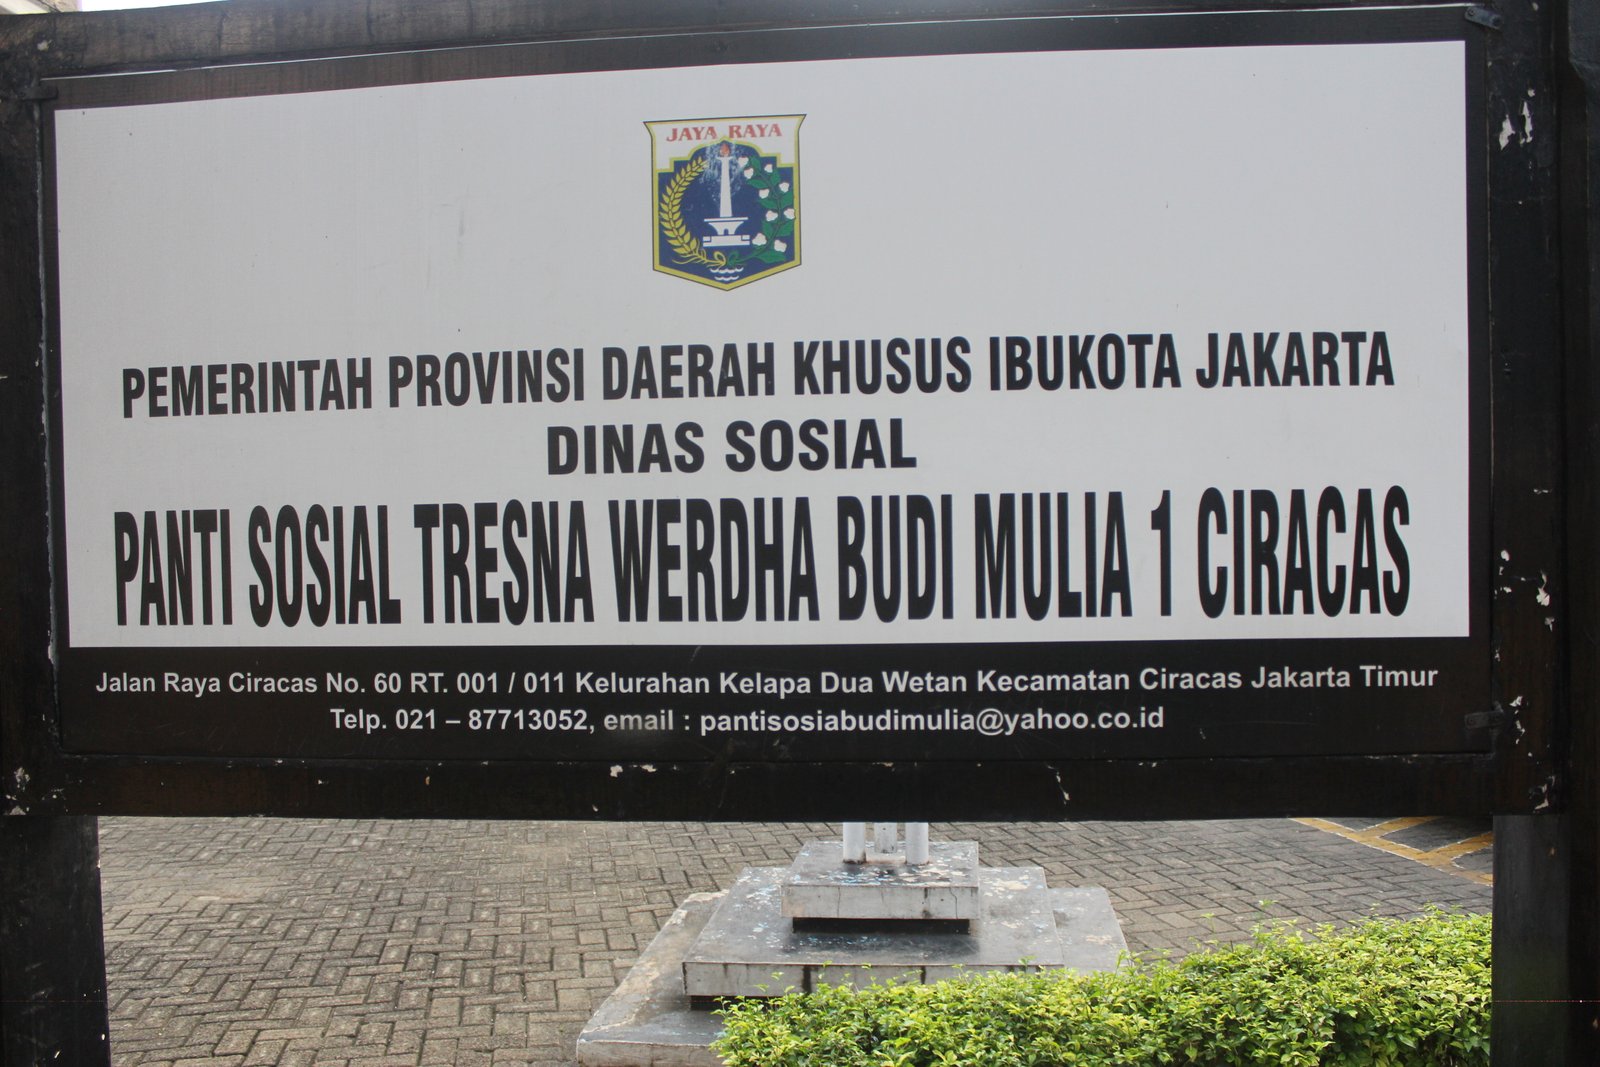 JAYA RAYA
PEMERINTAH PROVINSI DAERAH KHUSUS IBUKOTA JAKARTA
DINAS SOSIAL
PANTI SOSIAL TRESNA WERDHA BUDI MULIA 1 CIRACAS
Jalan Raya Ciracas No. 60 RT. 001 / 011 Kelurahan Kelapa Dua Wetan Kecamatan Ciracas Jakarta Timur
Telp. 021 – 87713052, email : pantisosiabudimulia@yahoo.co.id